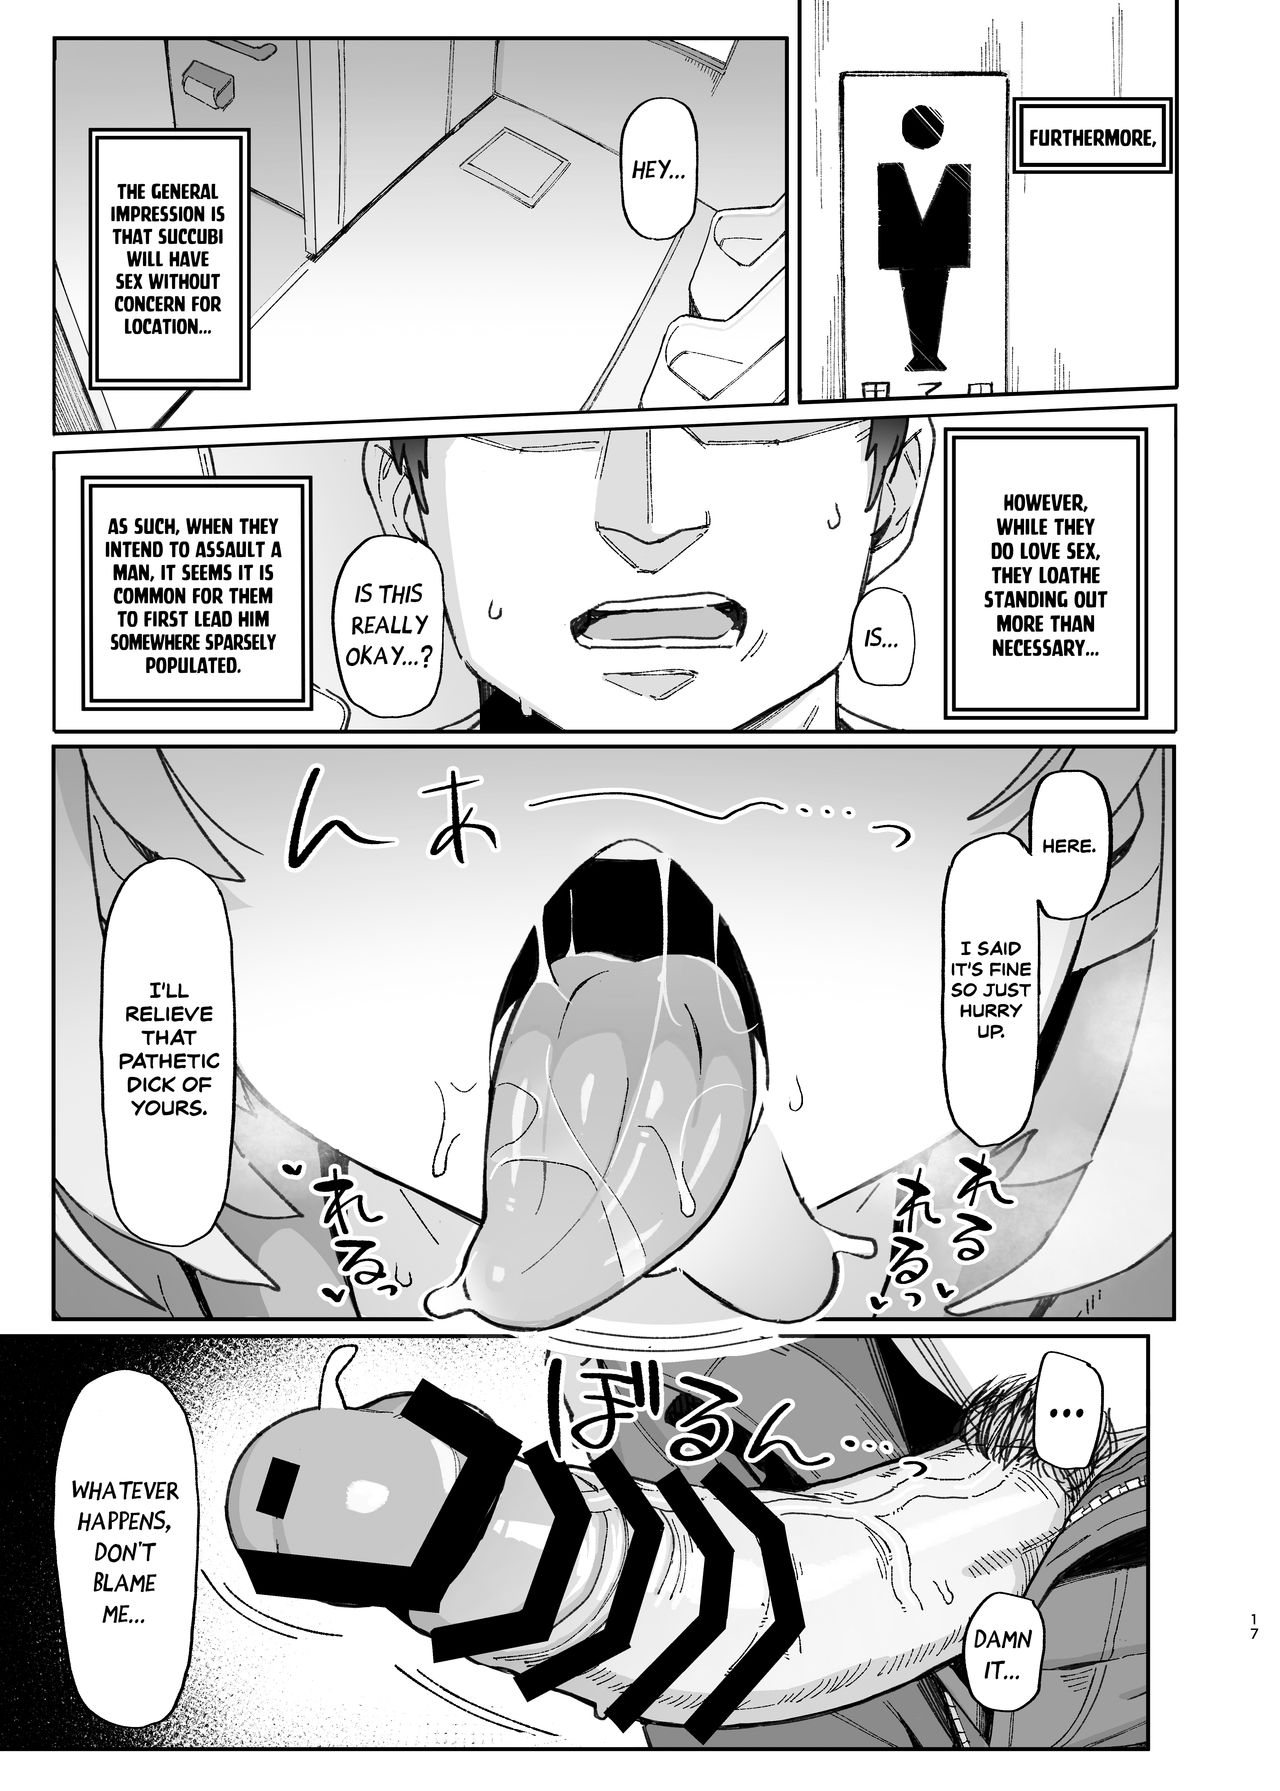 FURTHERMORE,
HEY...
THE GENERAL
IMPRESSION IS
THAT SUCCUBI
WILL HAVE
SEX WITHOUT
CONCERN FOR
LOCATION...
HOWEVER,
WHILE THEY
DO LOVE SEX,
THEY LOATHE
STANDING OUT
MORE THAN
NECESSARY...
IS...
IS THIS
REALLY
OKAY...?
AS SUCH, WHEN THEY
INTEND TO ASSAULT A
MAN, IT SEEMS IT IS
COMMON FOR THEM
TO FIRST LEAD HIM
SOMEWHERE SPARSELY
POPULATED.
HERE.
I SAID
IT'S FINE
SO JUST
HURRY
UP.
んあ~...っ
I'LL
RELIEVE
THAT
PATHETIC
DICK OF
YOURS.
れる
れるっ
れるっ
...
ぼるん...っ
DAMN
IT...
WHATEVER
HAPPENS,
DON'T
BLAME
ME...
17